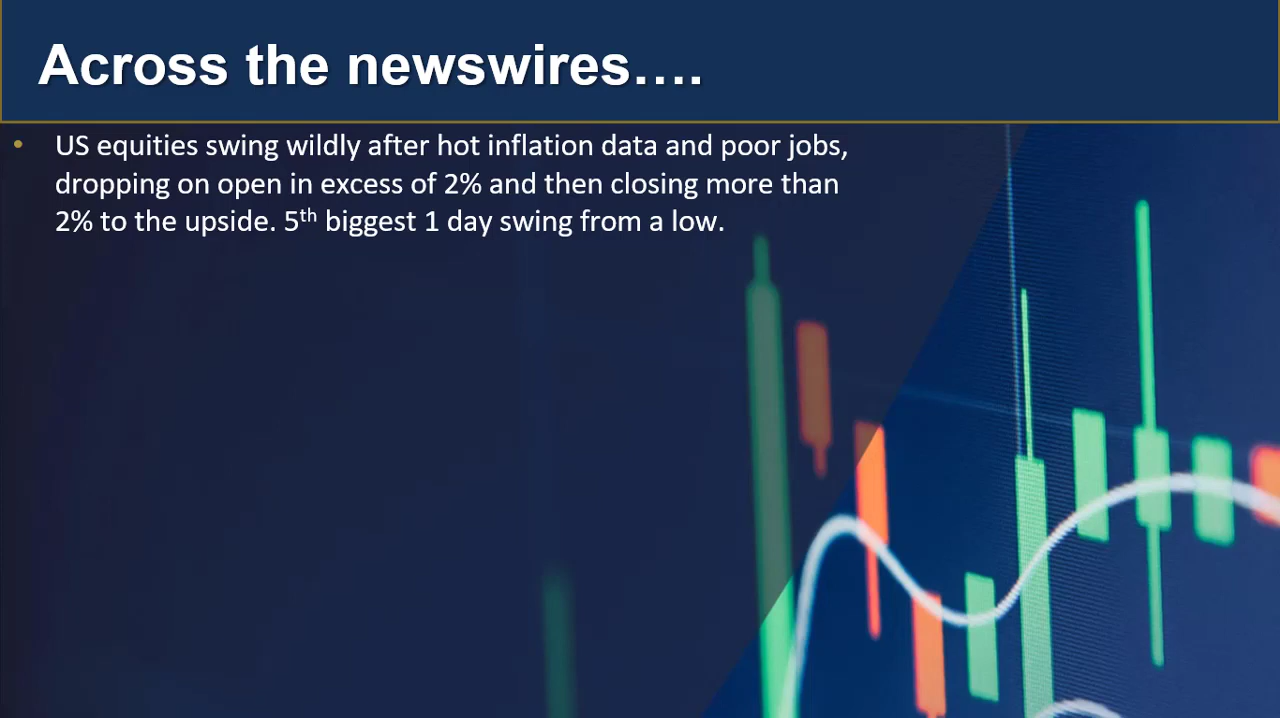 Across the newswires….
• US equities swing wildly after hot inflation data and poor jobs,
dropping on open in excess of 2% and then closing more than
2% to the upside. 5th biggest 1 day swing from a low.